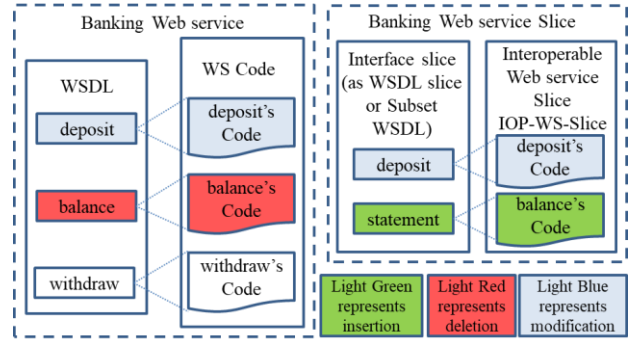 Banking Web service
WSDL
WS Code
deposit
deposit's
Code
balance
balance's
Code
withdraw
withdraw's
Code
Banking Web service Slice
Interface slice
(as WSDL slice
or Subset
WSDL)
Interoperable
Web service
Slice
IOP-WS-Slice
deposit
deposit's
Code
statement
balance's
Code
Light Green
represents
insertion
Light Red
represents
deletion
Light Blue
represents
modification